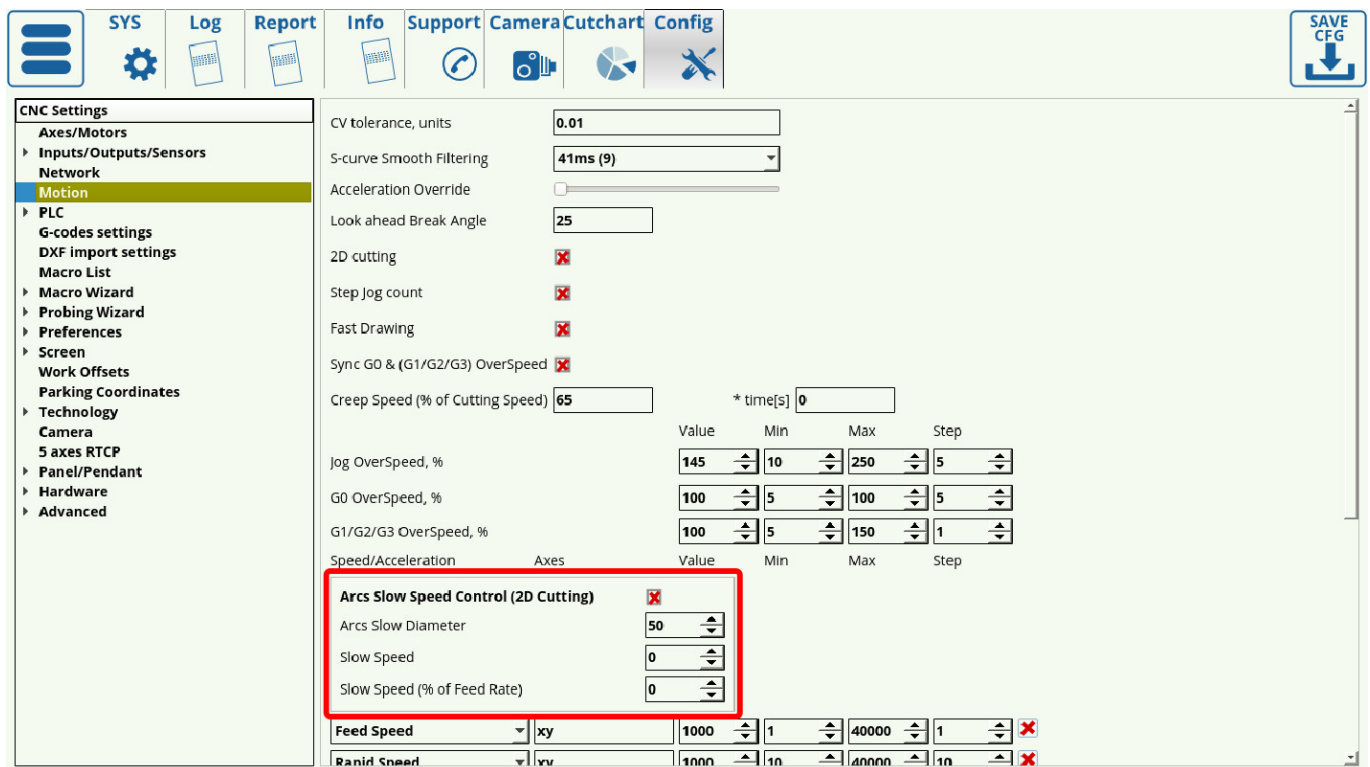 SYS Log Report Info Support Camera Cutchart Config SAVE CFG
CNC Settings
Axes/Motors
Inputs/Outputs/Sensors
Network
Motion
PLC
G-codes settings
DXF import settings
Macro List
Macro Wizard
Probing Wizard
Preferences
Screen
Work Offsets
Parking Coordinates
Technology
Camera
5 axes RTCP
Panel/Pendant
Hardware
Advanced
CV tolerance, units 0.01
S-curve Smooth Filtering 41ms (9)
Acceleration Override
Look ahead Break Angle 25
2D cutting
Step Jog count
Fast Drawing
Sync G0 & (G1/G2/G3) OverSpeed
Creep Speed (% of Cutting Speed) 65 * time[s] 0
Value Min Max Step
Jog OverSpeed, % 145 10 250 5
G0 OverSpeed, % 100 5 100 5
G1/G2/G3 OverSpeed, % 100 5 150 1
Speed/Acceleration Axes Value Min Max Step
Arcs Slow Speed Control (2D Cutting)
Arcs Slow Diameter 50
Slow Speed 0
Slow Speed (% of Feed Rate) 0
Feed Speed xy 1000 1 40000 1
Rapid Speed xy 1000 10 40000 10